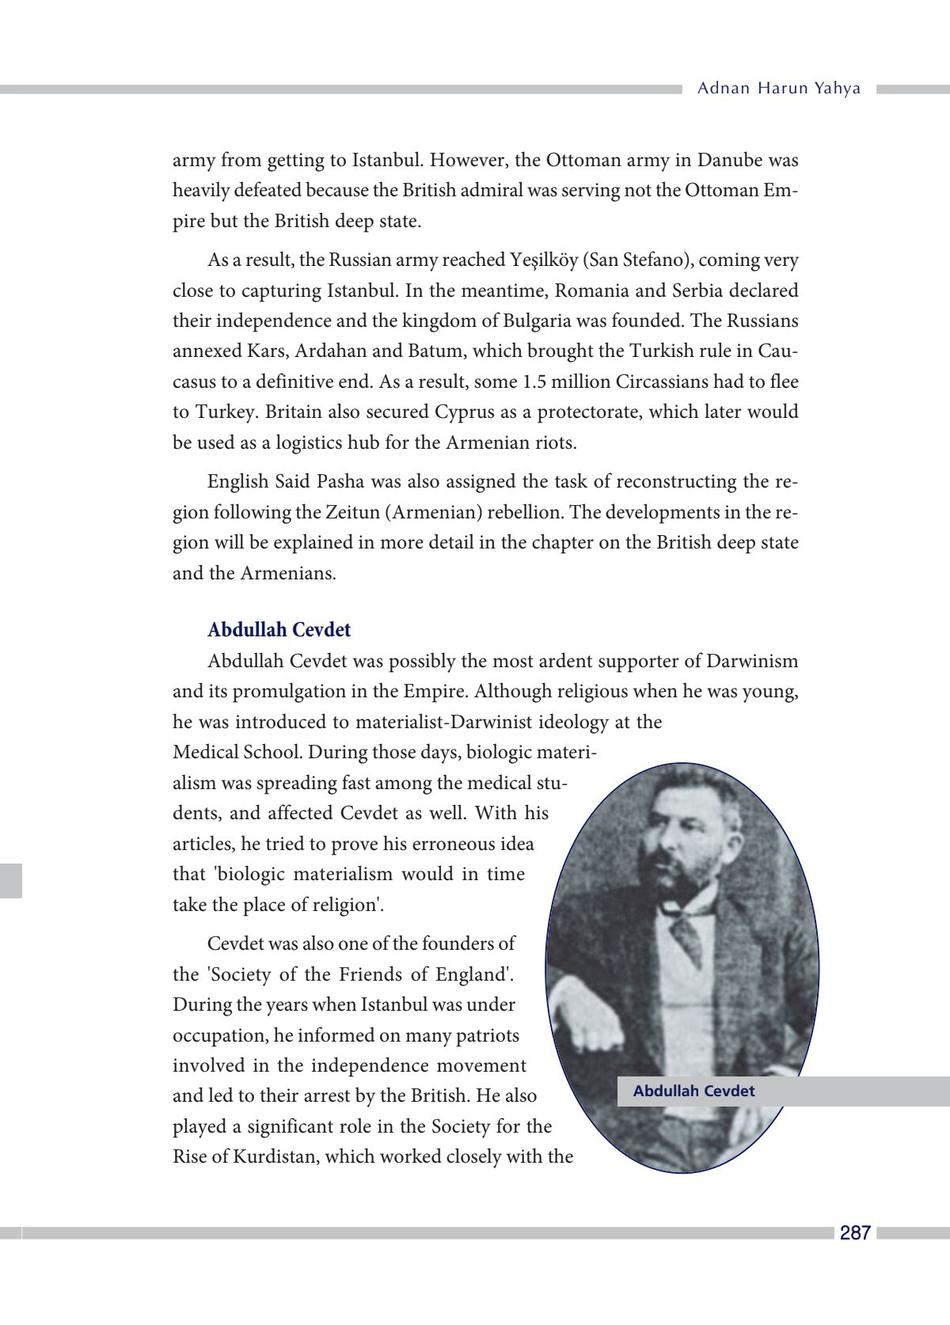 Adnan Harun Yahya
army from getting to Istanbul. However, the Ottoman army in Danube was
heavily defeated because the British admiral was serving not the Ottoman Em-
pire but the British deep state.
As a result, the Russian army reached Yeşilköy (San Stefano), coming very
close to capturing Istanbul. In the meantime, Romania and Serbia declared
their independence and the kingdom of Bulgaria was founded. The Russians
annexed Kars, Ardahan and Batum, which brought the Turkish rule in Cau-
casus to a definitive end. As a result, some 1.5 million Circassians had to flee
to Turkey. Britain also secured Cyprus as a protectorate, which later would
be used as a logistics hub for the Armenian riots.
English Said Pasha was also assigned the task of reconstructing the re-
gion following the Zeitun (Armenian) rebellion. The developments in the re-
gion will be explained in more detail in the chapter on the British deep state
and the Armenians.
Abdullah Cevdet
Abdullah Cevdet was possibly the most ardent supporter of Darwinism
and its promulgation in the Empire. Although religious when he was young,
he was introduced to materialist-Darwinist ideology at the
Medical School. During those days, biologic materi-
alism was spreading fast among the medical stu-
dents, and affected Cevdet as well. With his
articles, he tried to prove his erroneous idea
that 'biologic materialism would in time
take the place of religion'.
Cevdet was also one of the founders of
the 'Society of the Friends of England'.
During the years when Istanbul was under
occupation, he informed on many patriots
involved in the independence movement
and led to their arrest by the British. He also
played a significant role in the Society for the
Rise of Kurdistan, which worked closely with the
Abdullah Cevdet
287